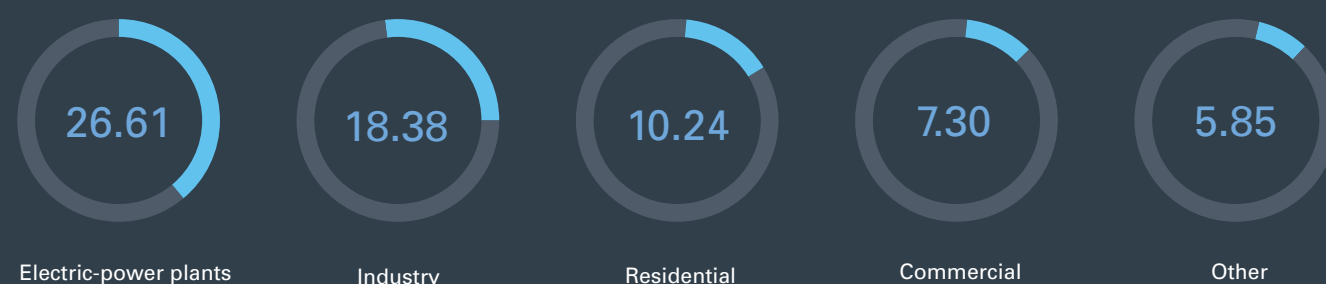 26.61
18.38
10.24
7.30
5.85
Electric-power plants
Industry
Residential
Commercial
Other